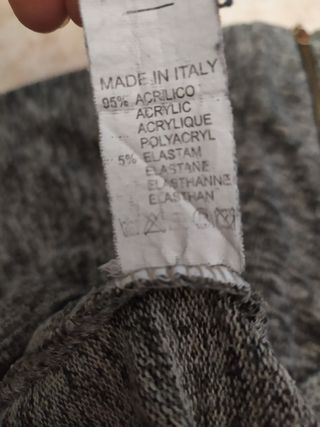 MADE IN ITALY
95% ACRILICO
ACRYLIC
ACRYLIQUE
POLYACRYL
5% ELASTAM
ELASTANE
ELASTHANNE
ELASTHAN